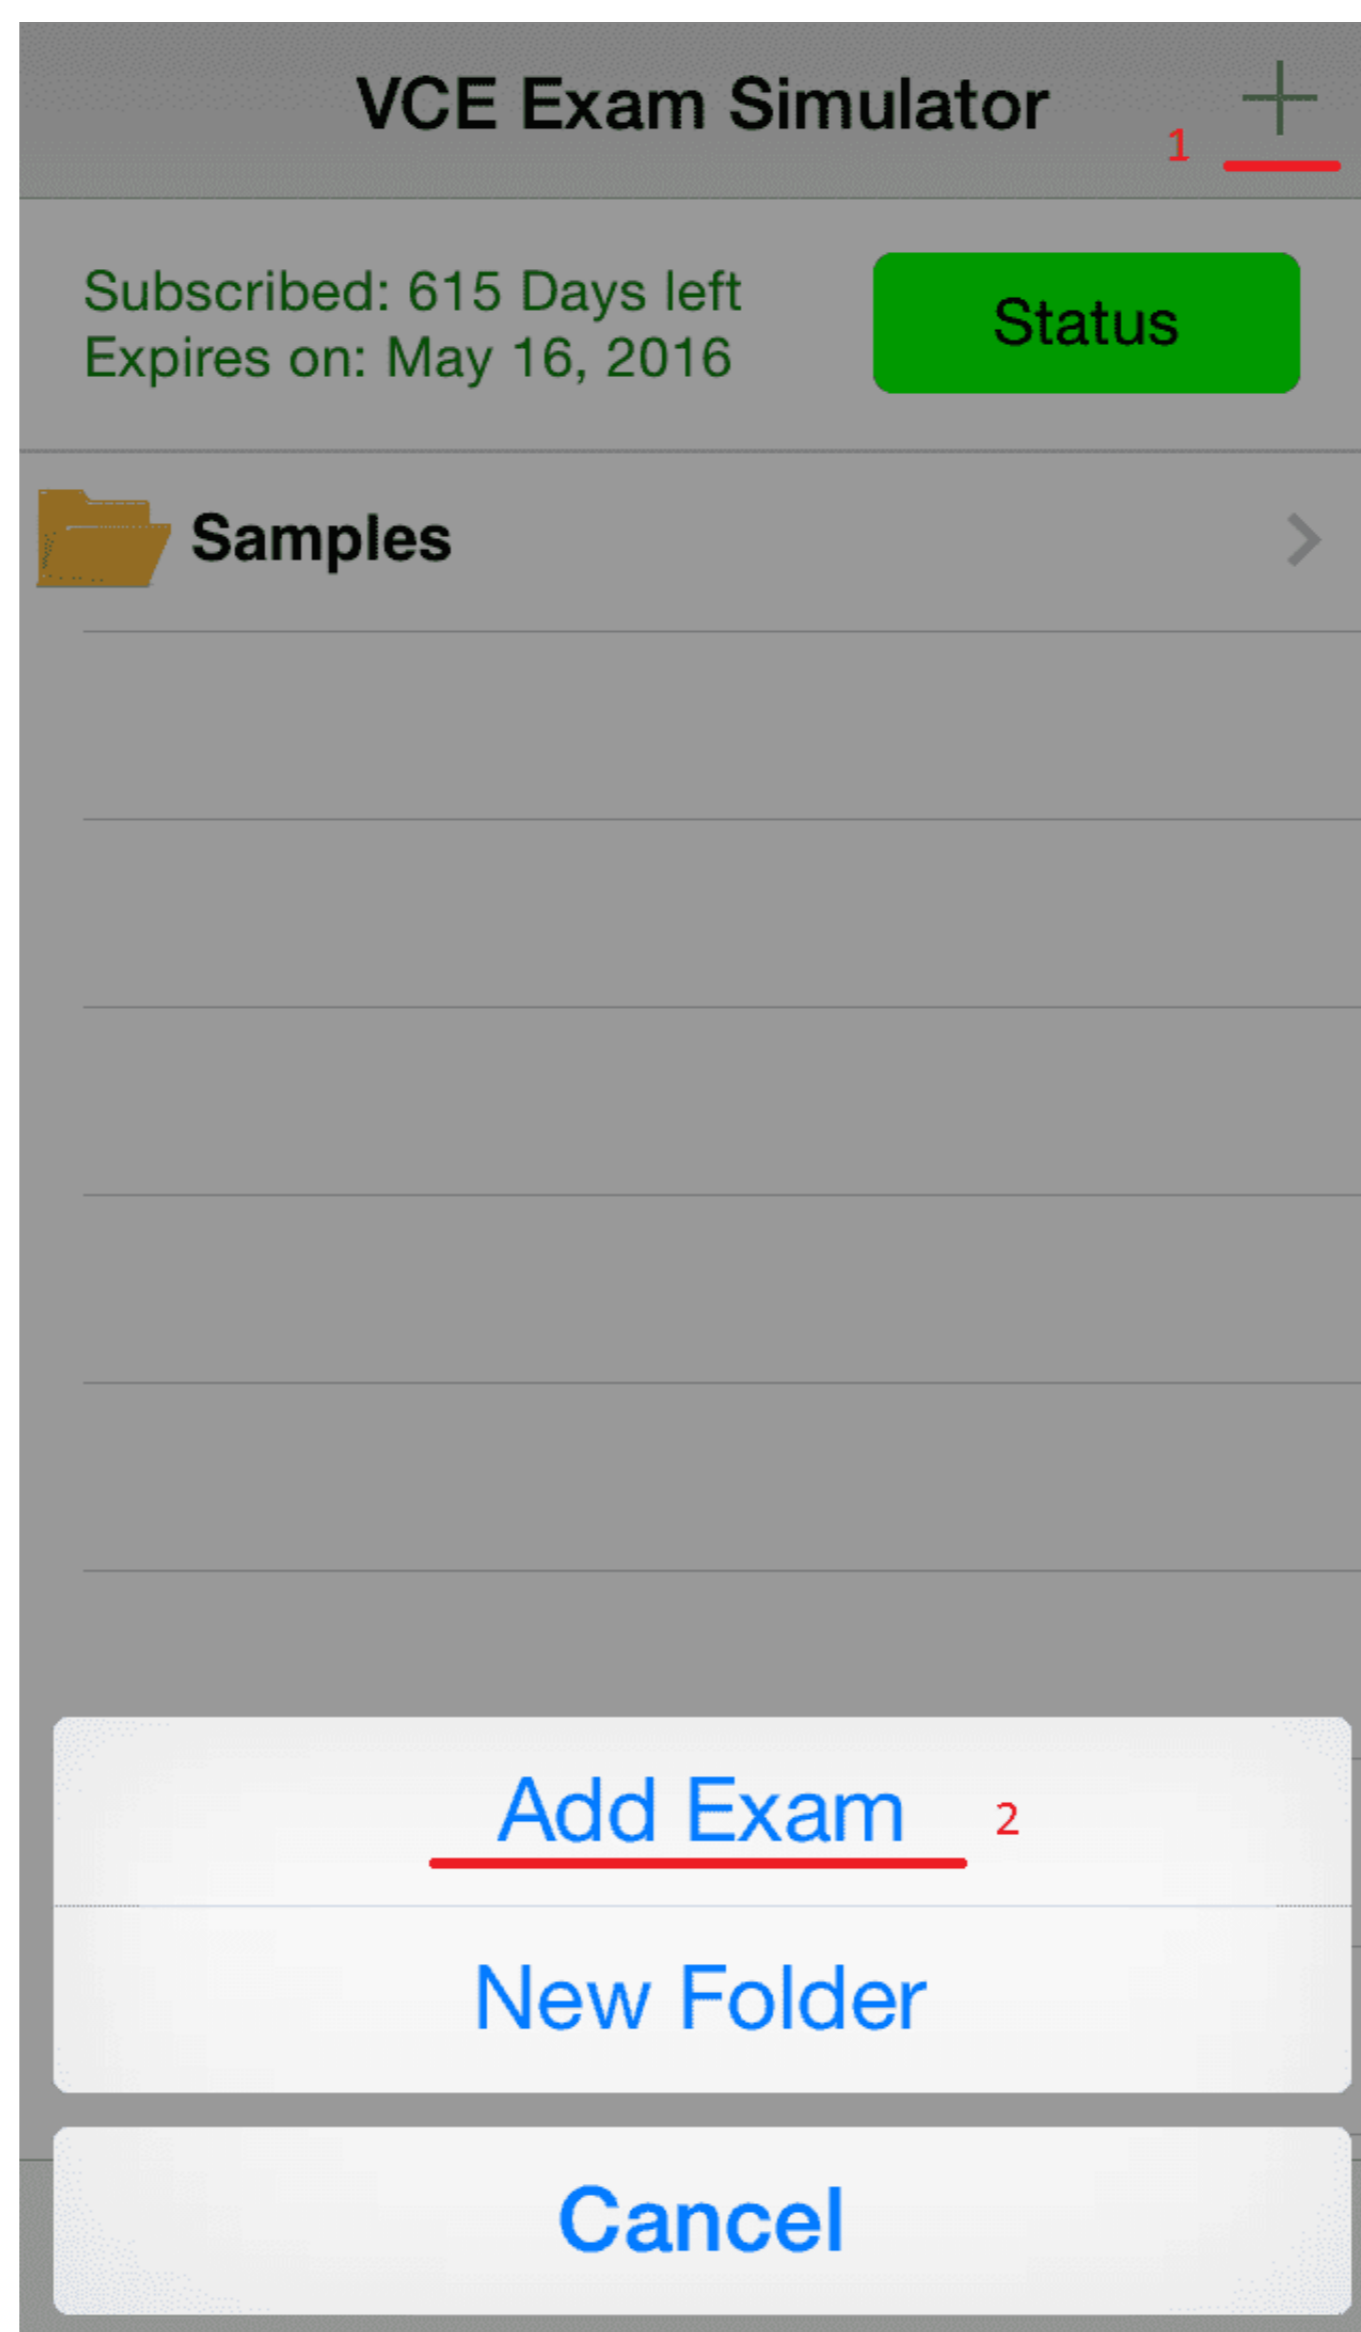 VCE Exam Simulator
1
Subscribed: 615 Days left
Expires on: May 16, 2016
Status
Samples
Add Exam 2
New Folder
Cancel